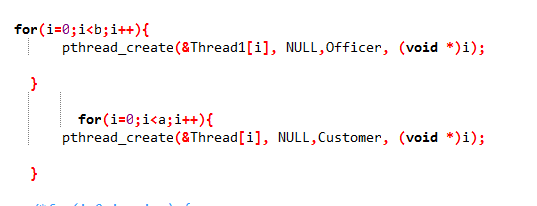 for(i=0;i<b;i++){
pthread_create(&Thread1[i], NULL,Officer, (void *)i);
}
for(i=0;i<a;i++){
pthread_create(&Thread[i], NULL,Customer, (void *)i);
}